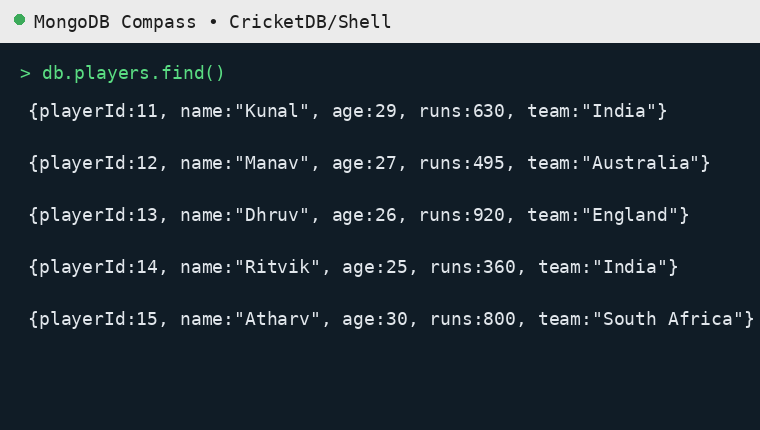 MongoDB Compass • CricketDB/Shell
> db.players.find()
{playerId:11, name:"Kunal", age:29, runs:630, team:"India"}
{playerId:12, name:"Manav", age:27, runs:495, team:"Australia"}
{playerId:13, name:"Dhruv", age:26, runs:920, team:"England"}
{playerId:14, name:"Ritvik", age:25, runs:360, team:"India"}
{playerId:15, name:"Atharv", age:30, runs:800, team:"South Africa"}